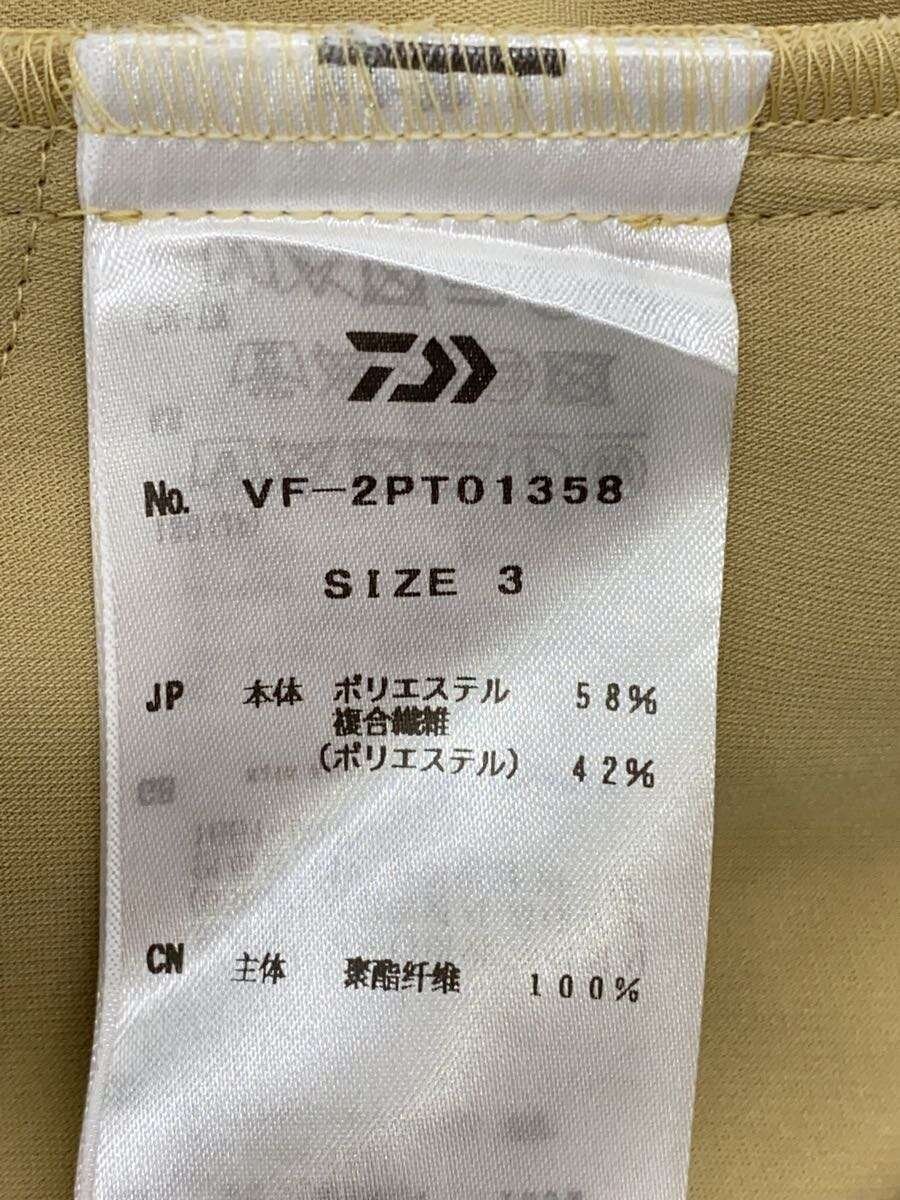 No. VF-2PT01358
SIZE 3
JP 本体 ポリエステル 58%
複合繊維
(ポリエステル) 42%
CN 主体 聚酯纤维 100%